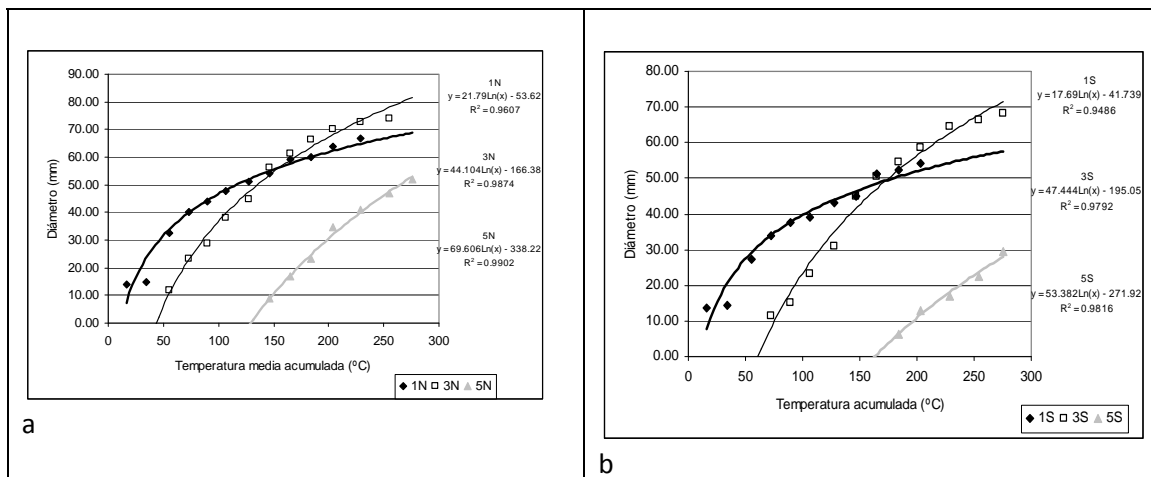 90.00
80.00
70.00
60.00
50.00
40.00
30.00
20.00
10.00
0.00
Diámetro (mm)
0 50 100 150 200 250 300
Temperatura media acumulada (ºC)
1N
y = 21.79Ln(x) - 53.62
R² = 0.9607
3N
y = 44.104Ln(x) - 166.38
R² = 0.9874
5N
y = 69.606Ln(x) - 338.22
R² = 0.9902
1N 3N 5N
a
80.00
70.00
60.00
50.00
40.00
30.00
20.00
10.00
0.00
Diámetro (mm)
0 50 100 150 200 250 300
Temperatura acumulada (ºC)
1S
y = 17.69Ln(x) - 41.739
R² = 0.9486
3S
y = 47.444Ln(x) - 195.05
R² = 0.9792
5S
y = 53.382Ln(x) - 271.92
R² = 0.9816
1S 3S 5S
b